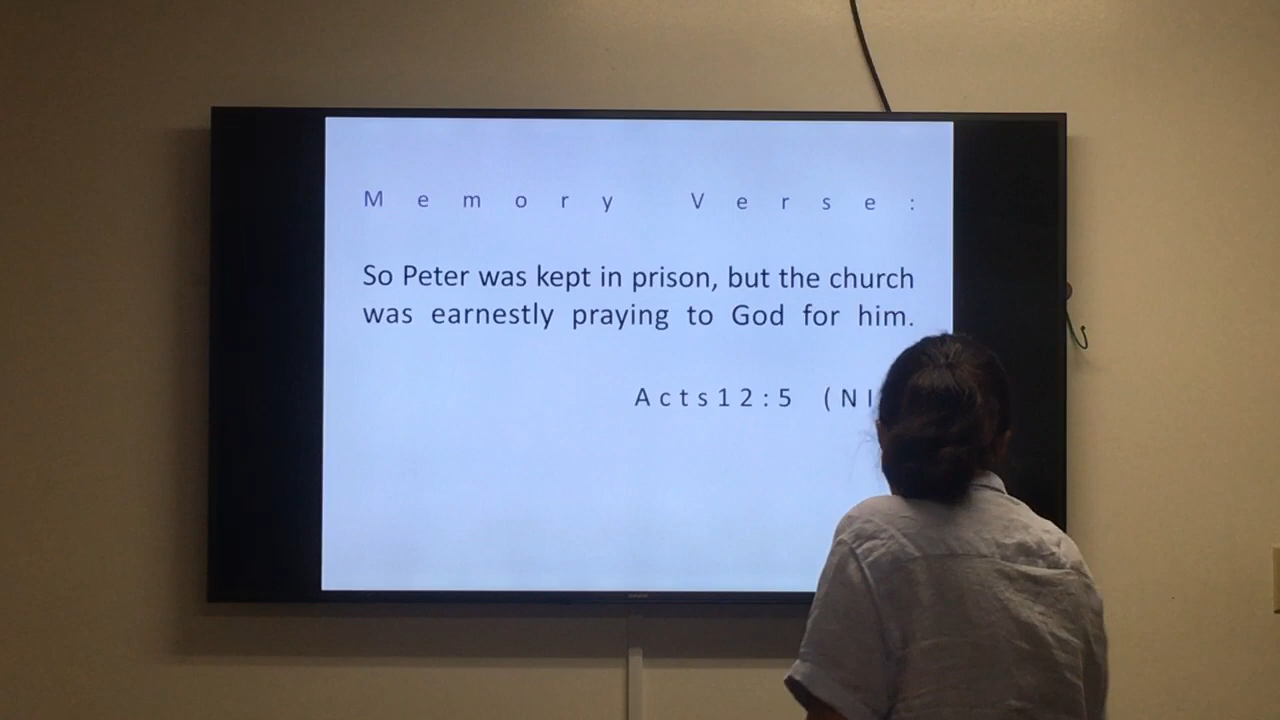 Memory Verse:
So Peter was kept in prison, but the church
was earnestly praying to God for him.
Acts12:5